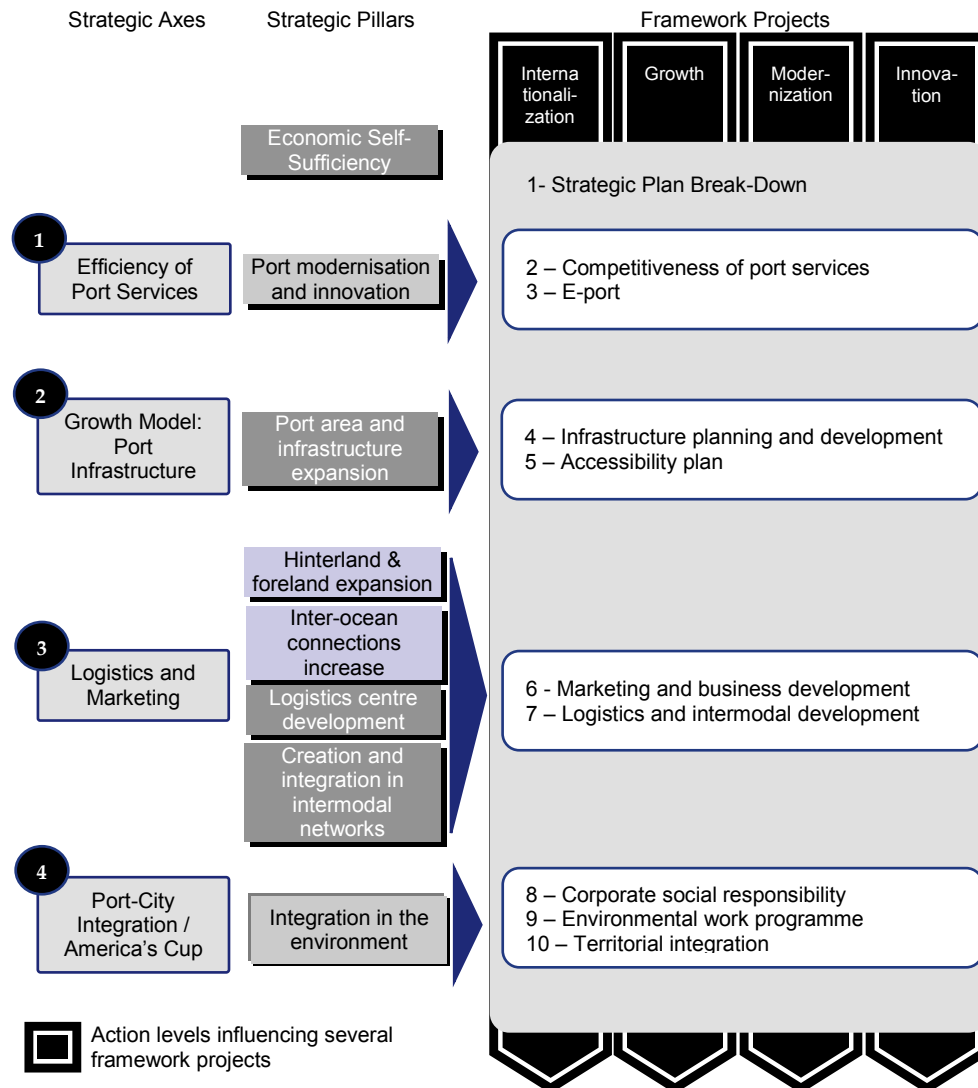 Strategic Axes
Strategic Pillars
Framework Projects
Interna
tionali-
zation
Growth
Moder-
nization
Innova-
tion
Economic Self-
Sufficiency
1- Strategic Plan Break-Down
1
Efficiency of
Port Services
Port modernisation
and innovation
2 – Competitiveness of port services
3 – E-port
2
Growth Model:
Port
Infrastructure
Port area and
infrastructure
expansion
4 – Infrastructure planning and development
5 – Accessibility plan
3
Logistics and
Marketing
Hinterland &
foreland expansion
Inter-ocean
connections
increase
Logistics centre
development
Creation and
integration in
intermodal
networks
6 - Marketing and business development
7 – Logistics and intermodal development
4
Port-City
Integration /
America’s Cup
Integration in the
environment
8 – Corporate social responsibility
9 – Environmental work programme
10 – Territorial integration
Action levels influencing several
framework projects